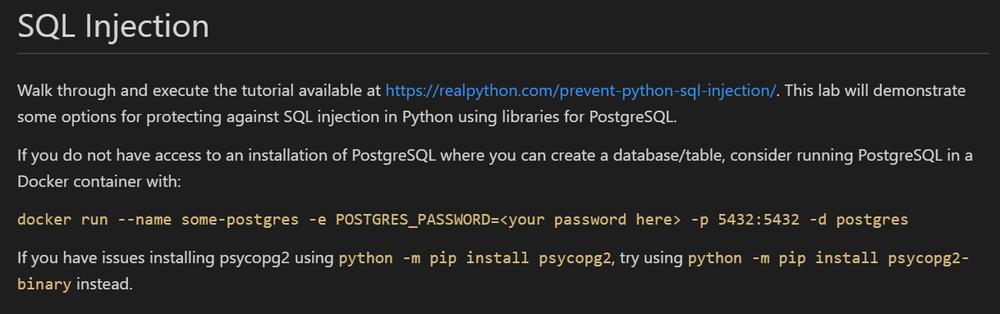 SQL Injection
Walk through and execute the tutorial available at https://realpython.com/prevent-python-sql-injection/. This lab will demonstrate
some options for protecting against SQL injection in Python using libraries for PostgreSQL.
If you do not have access to an installation of PostgreSQL where you can create a database/table, consider running PostgreSQL in a
Docker container with:
docker run --name some-postgres -e POSTGRES_PASSWORD=<your password here> -p 5432:5432 -d postgres
If you have issues installing psycopg2 using python -m pip install psycopg2, try using python -m pip install psycopg2-
binary instead.